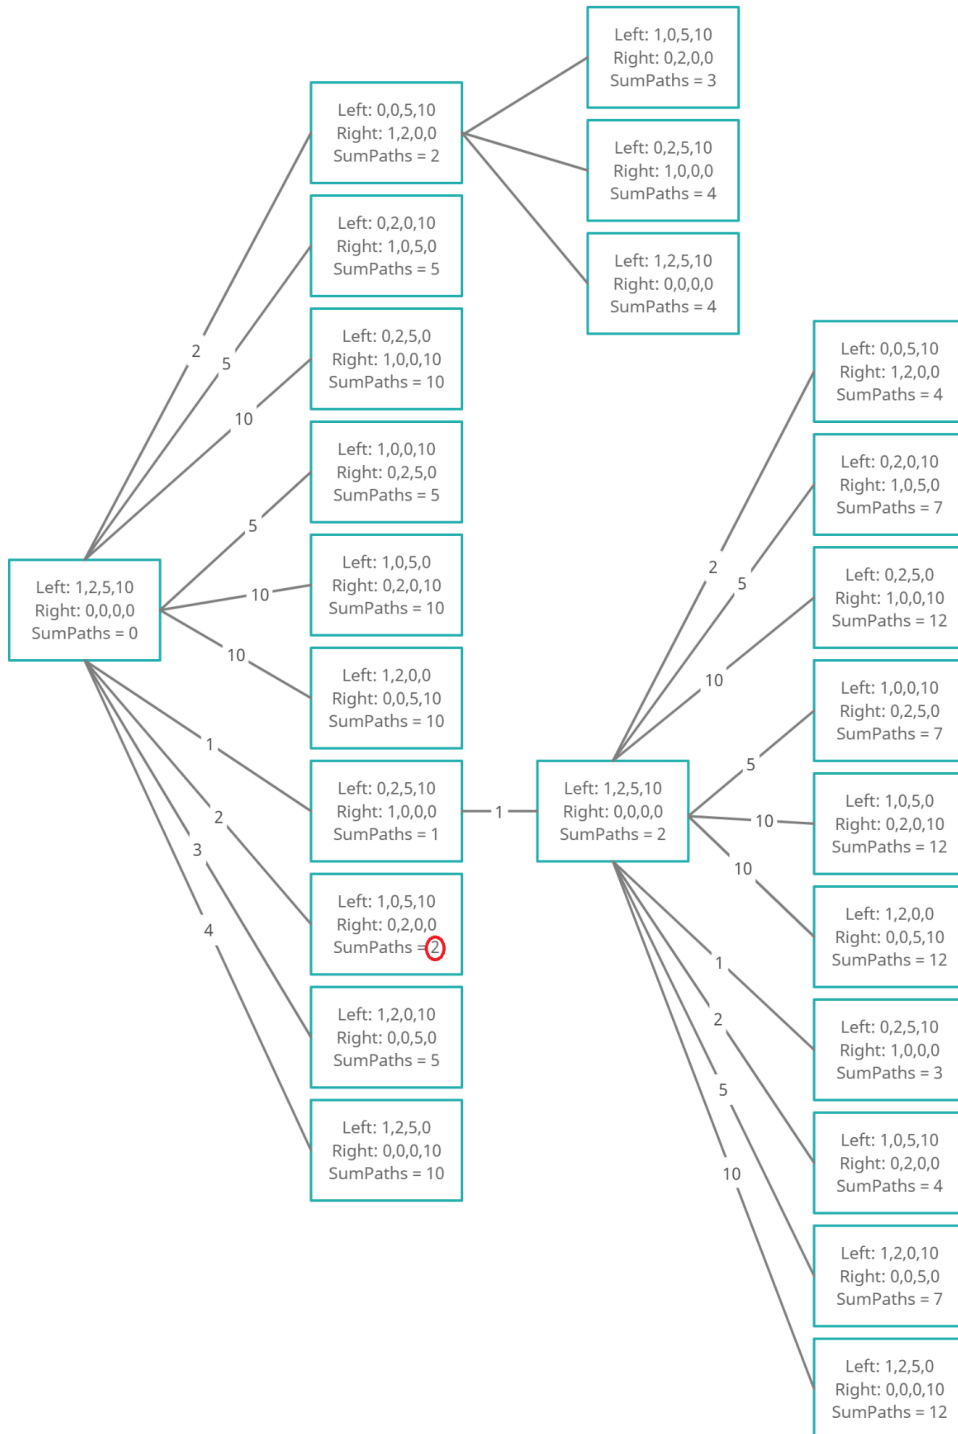 Left: 1,0,5,10
Right: 0,2,0,0
SumPaths = 3
Left: 0,0,5,10
Right: 1,2,0,0
SumPaths = 2
Left: 0,2,5,10
Right: 1,0,0,0
SumPaths = 4
Left: 0,2,0,10
Right: 1,0,5,0
SumPaths = 5
Left: 1,2,5,10
Right: 0,0,0,0
SumPaths = 4
Left: 0,2,5,0
Right: 1,0,0,10
SumPaths = 10
Left: 1,0,0,10
Right: 0,2,5,0
SumPaths = 5
Left: 1,0,5,0
Right: 0,2,0,10
SumPaths = 10
Left: 1,2,0,0
Right: 0,0,5,10
SumPaths = 10
Left: 0,2,5,10
Right: 1,0,0,0
SumPaths = 1
Left: 1,0,5,10
Right: 0,2,0,0
SumPaths = 2
Left: 1,2,0,10
Right: 0,0,5,0
SumPaths = 5
Left: 1,2,5,0
Right: 0,0,0,10
SumPaths = 10
Left: 1,2,5,10
Right: 0,0,0,0
SumPaths = 0
2
5
10
5
10
10
1
2
3
4
1
Left: 1,2,5,10
Right: 0,0,0,0
SumPaths = 2
2
5
10
5
10
10
1
2
5
10
Left: 0,0,5,10
Right: 1,2,0,0
SumPaths = 4
Left: 0,2,0,10
Right: 1,0,5,0
SumPaths = 7
Left: 0,2,5,0
Right: 1,0,0,10
SumPaths = 12
Left: 1,0,0,10
Right: 0,2,5,0
SumPaths = 7
Left: 1,0,5,0
Right: 0,2,0,10
SumPaths = 12
Left: 1,2,0,0
Right: 0,0,5,10
SumPaths = 12
Left: 0,2,5,10
Right: 1,0,0,0
SumPaths = 3
Left: 1,0,5,10
Right: 0,2,0,0
SumPaths = 4
Left: 1,2,0,10
Right: 0,0,5,0
SumPaths = 7
Left: 1,2,5,0
Right: 0,0,0,10
SumPaths = 12